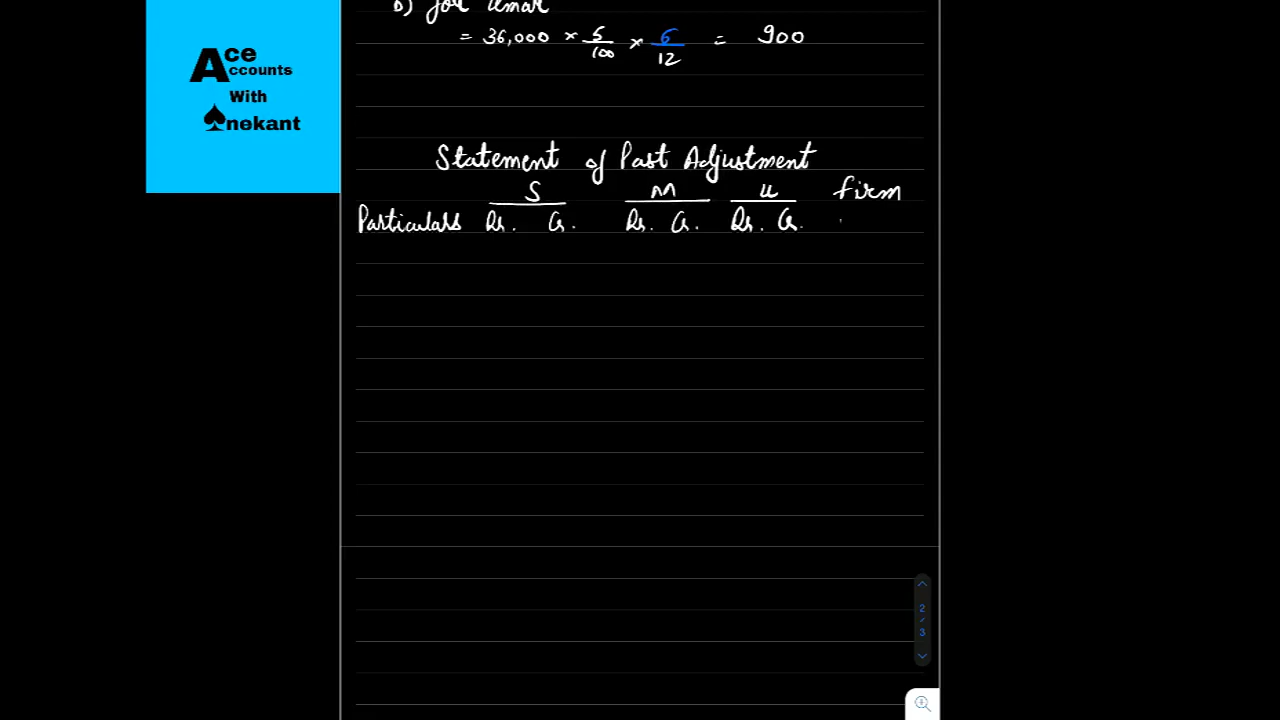 Ace
Accounts
With
Anekant
b) for Umar
= 36,000 × 5/100 × 6/12 = 900
Statement of Past Adjustment
S M U Firm
Particulars Dr. Cr. Dr. Cr. Dr. Cr.
2
/
3